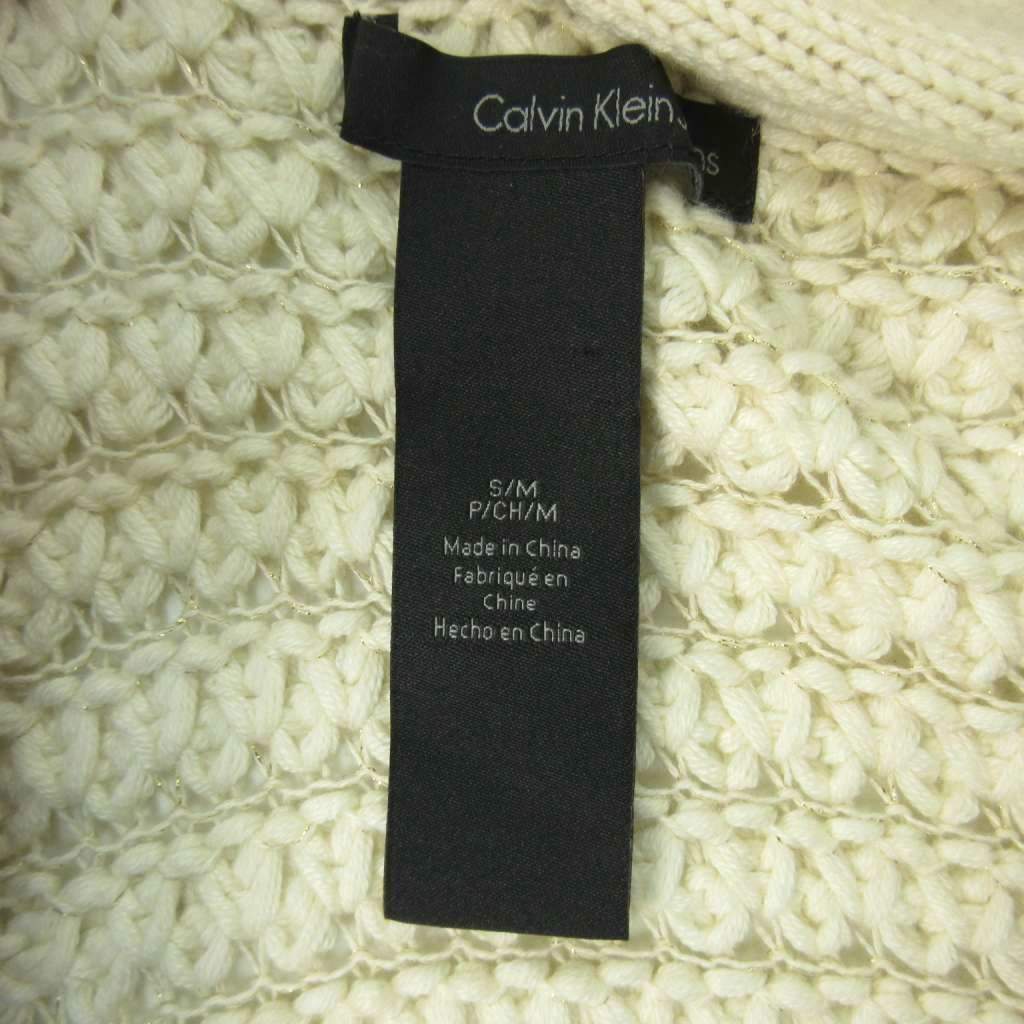 Calvin Klein
S/M
P/CH/M
Made in China
Fabriqué en
Chine
Hecho en China